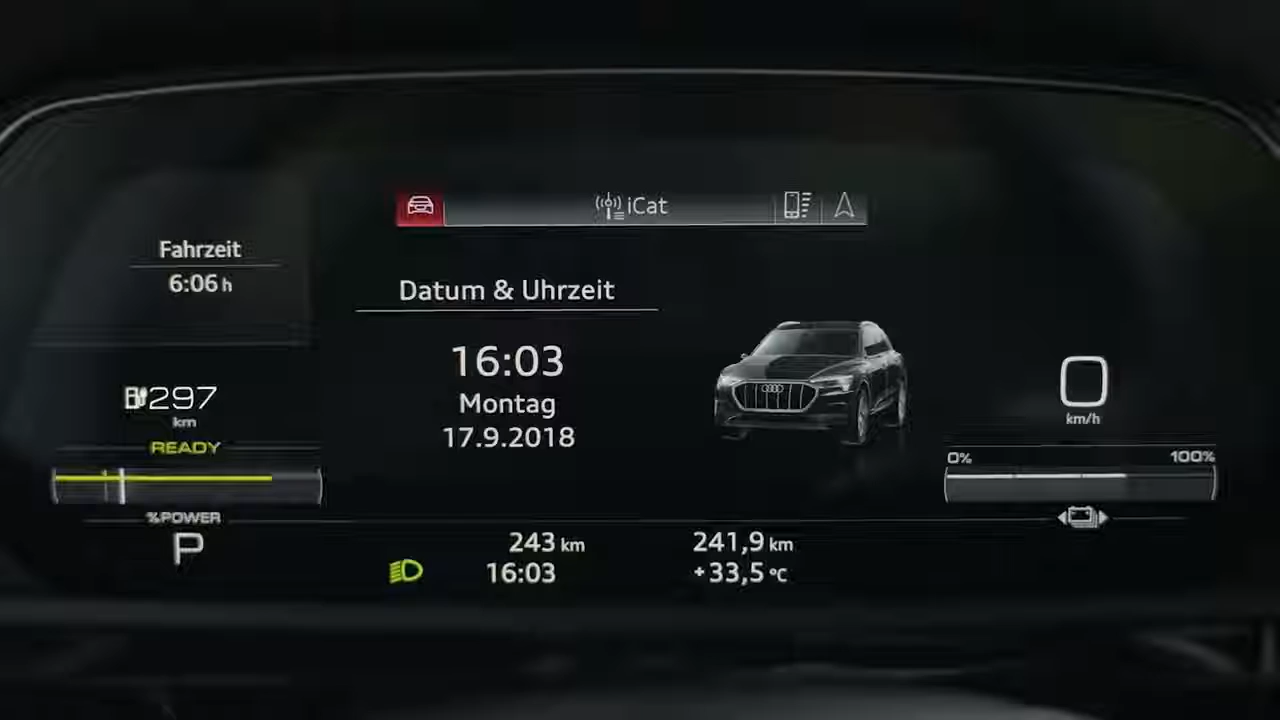 iCat
Fahrzeit
6:06 h
Datum & Uhrzeit
16:03
Montag
17.9.2018
297
km
READY
%POWER
P
0
km/h
0% 100%
243 km 241,9 km
16:03 +33,5 °C